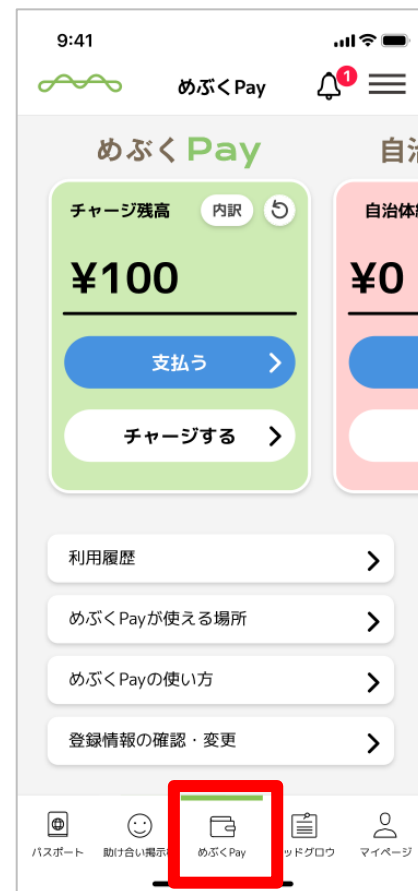 9:41
めぶくPay
1
めぶく Pay
自治
チャージ残高
内訳
自治体
¥100
¥0
支払う
チャージする
利用履歴
めぶくPayが使える場所
めぶくPayの使い方
登録情報の確認・変更
パスポート
助け合い掲示
めぶくPay
ッドグロウ
マイページ